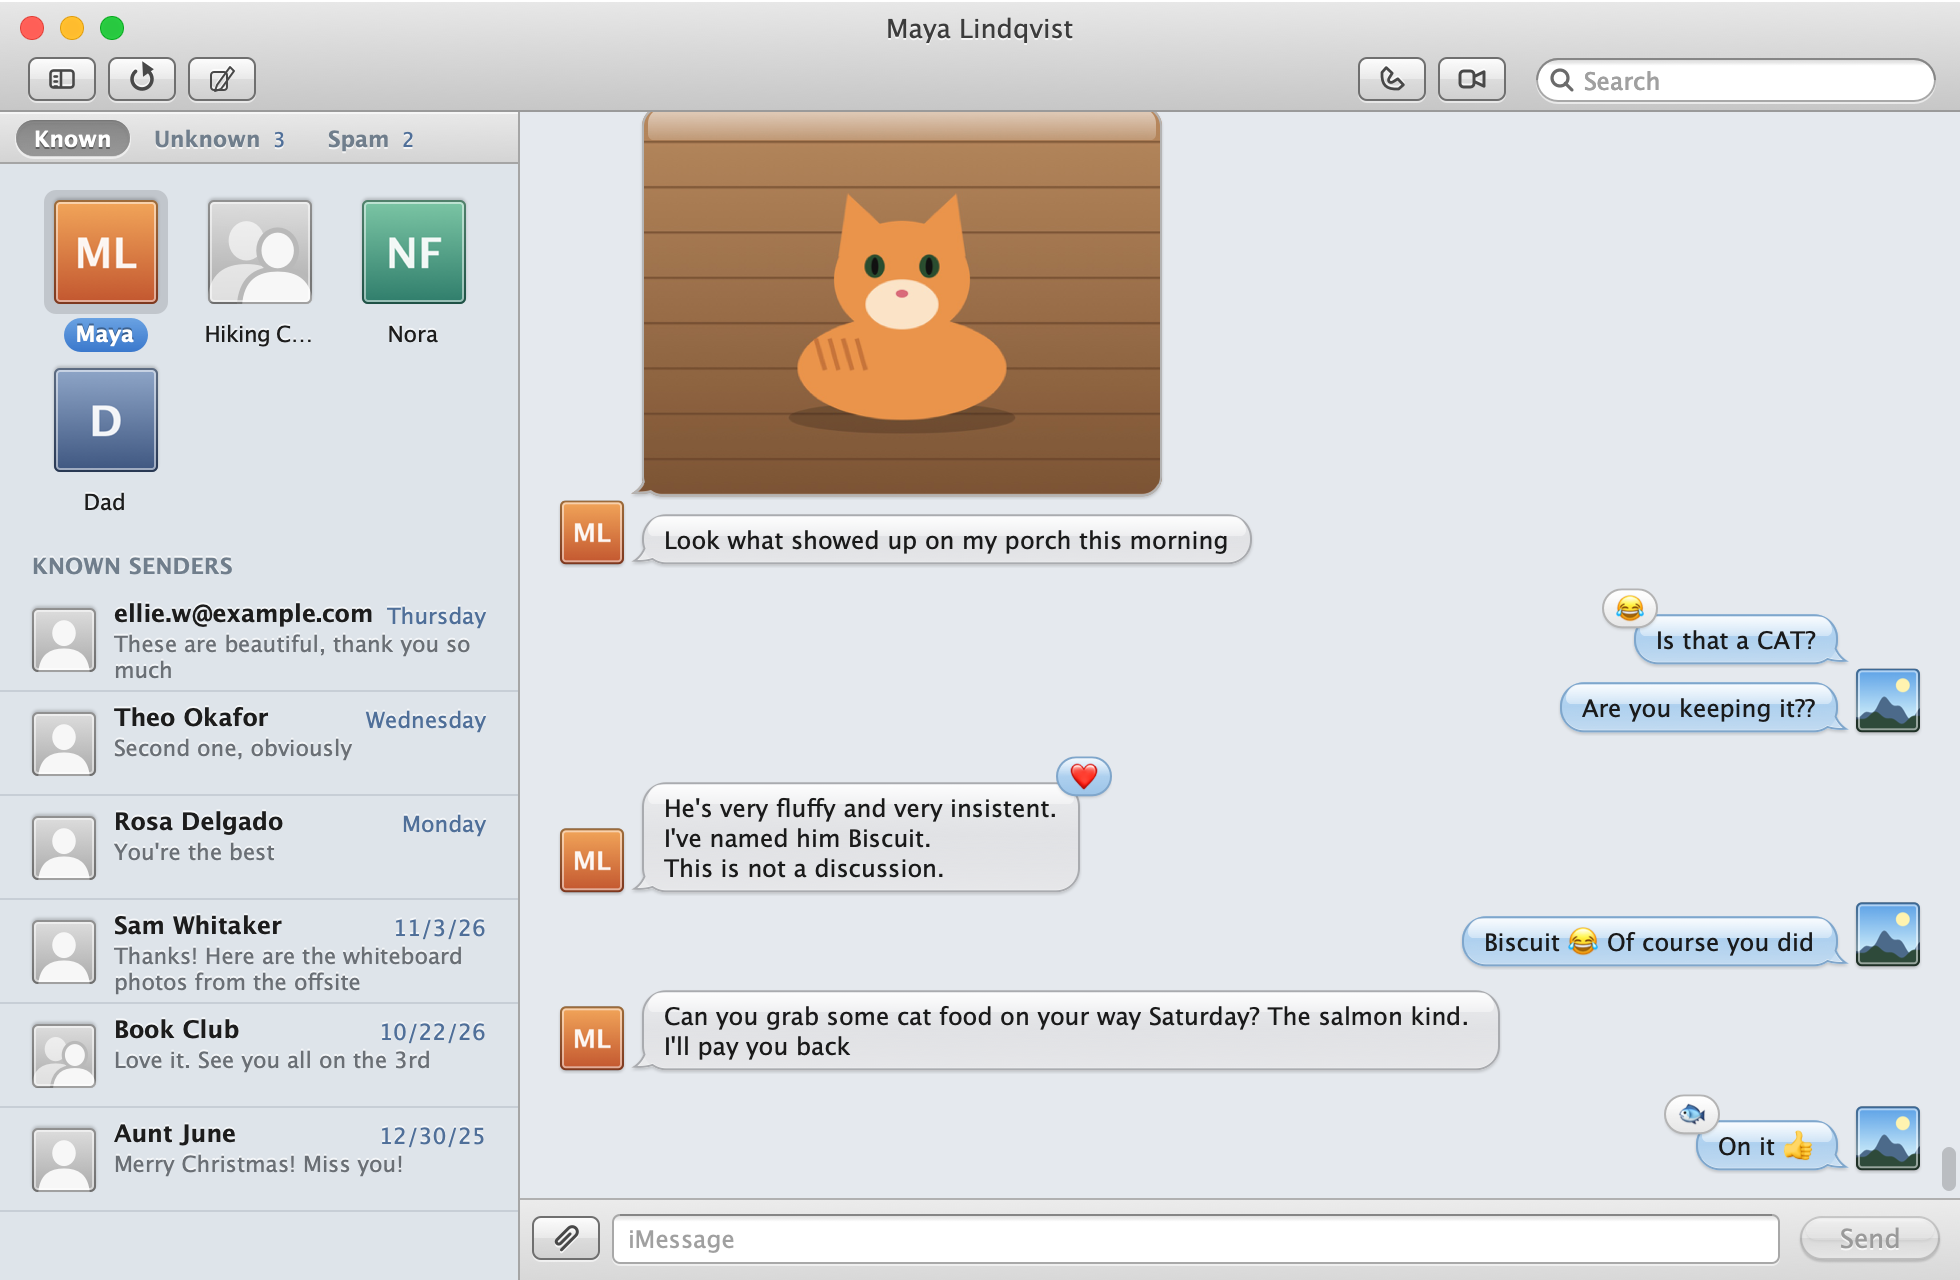 Maya Lindqvist
Search
Known
Unknown 3
Spam 2
ML
Maya
Hiking C...
NF
Nora
D
Dad
KNOWN SENDERS
ellie.w@example.com Thursday
These are beautiful, thank you so
much
Theo Okafor Wednesday
Second one, obviously
Rosa Delgado Monday
You're the best
Sam Whitaker 11/3/26
Thanks! Here are the whiteboard
photos from the offsite
Book Club 10/22/26
Love it. See you all on the 3rd
Aunt June 12/30/25
Merry Christmas! Miss you!
ML
Look what showed up on my porch this morning
😂
Is that a CAT?
Are you keeping it??
❤️
He's very fluffy and very insistent.
I've named him Biscuit.
This is not a discussion.
ML
Biscuit 😂 Of course you did
Can you grab some cat food on your way Saturday? The salmon kind.
I'll pay you back
ML
🐟
On it 👍
iMessage
Send